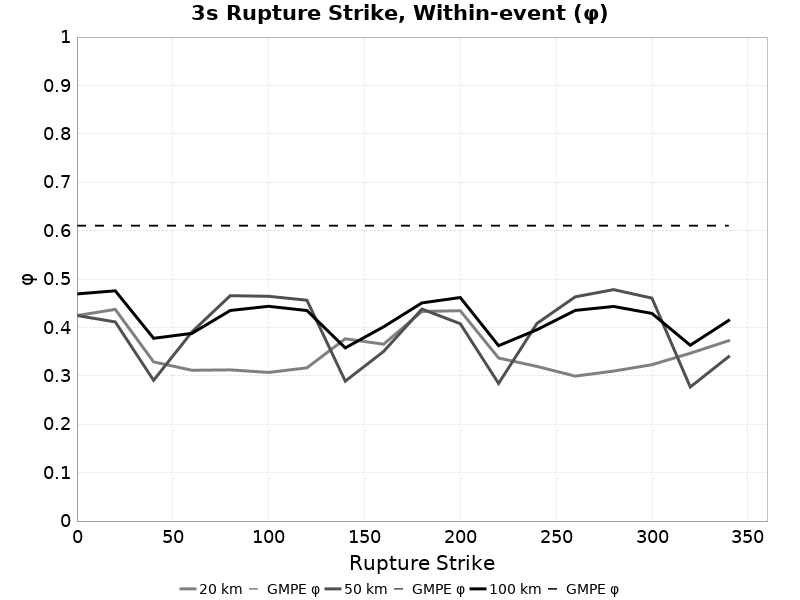 3s Rupture Strike, Within-event (φ)
1
0.9
0.8
0.7
0.6
0.5
0.4
0.3
0.2
0.1
0
φ
0 50 100 150 200 250 300 350
Rupture Strike
20 km GMPE φ 50 km GMPE φ 100 km GMPE φ